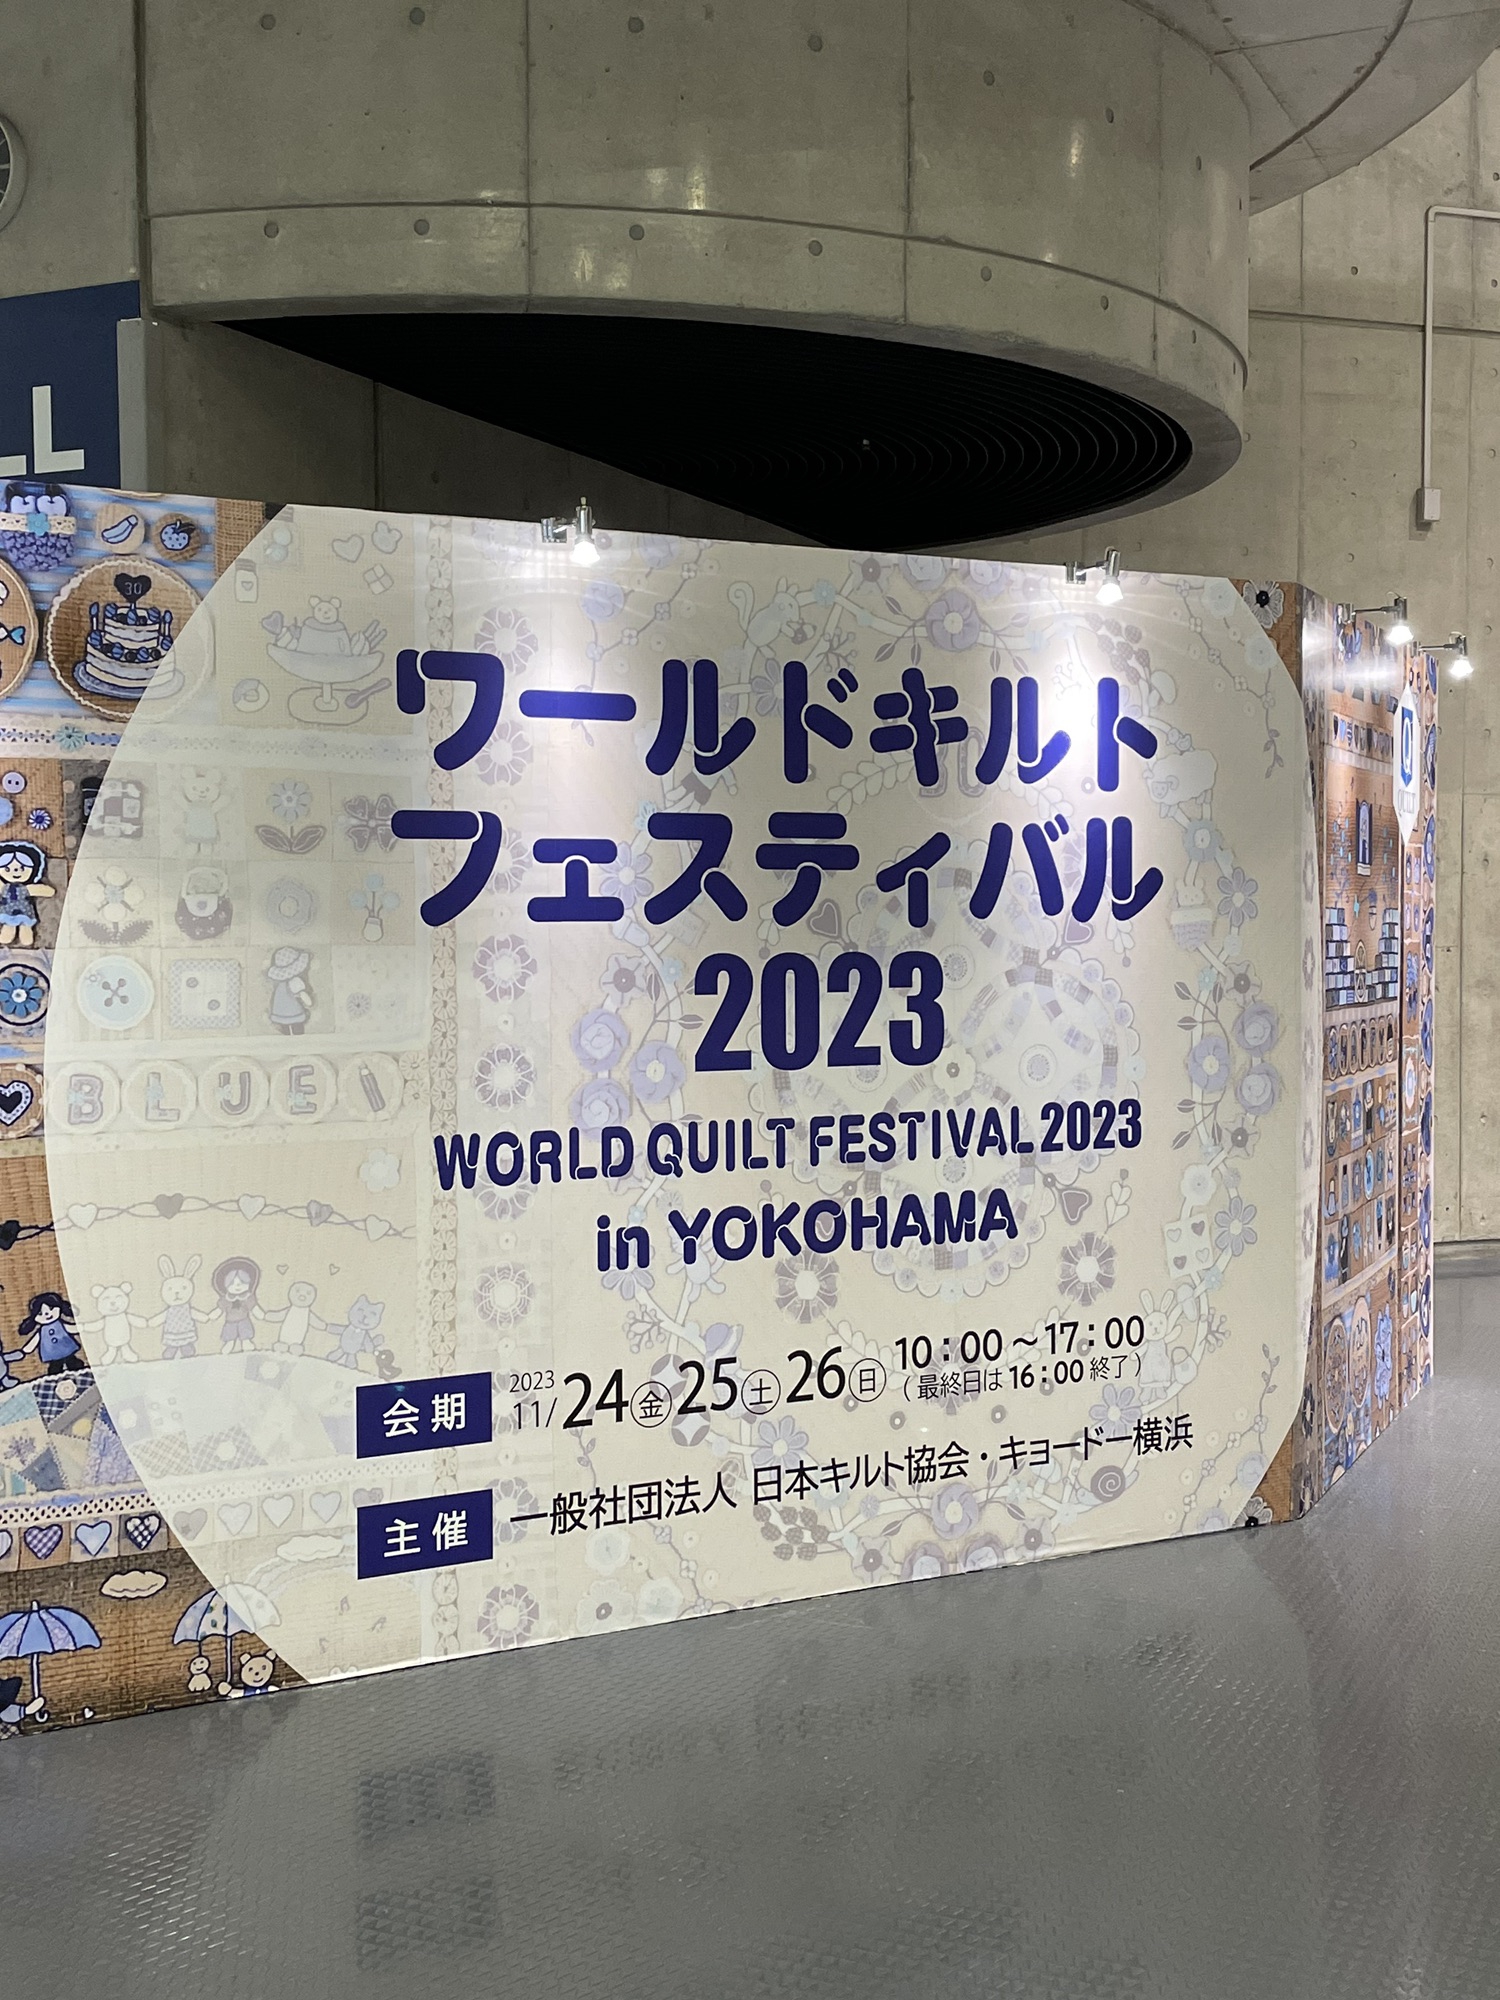 LL
30
ワールドキルト
フェスティバル
2023
WORLD QUILT FESTIVAL 2023
in YOKOHAMA
BLUE
会期 2023 11/24㊎25㊏26㊐ 10:00～17:00
(最終日は16:00終了)
主催 一般社団法人 日本キルト協会・キョードー横浜